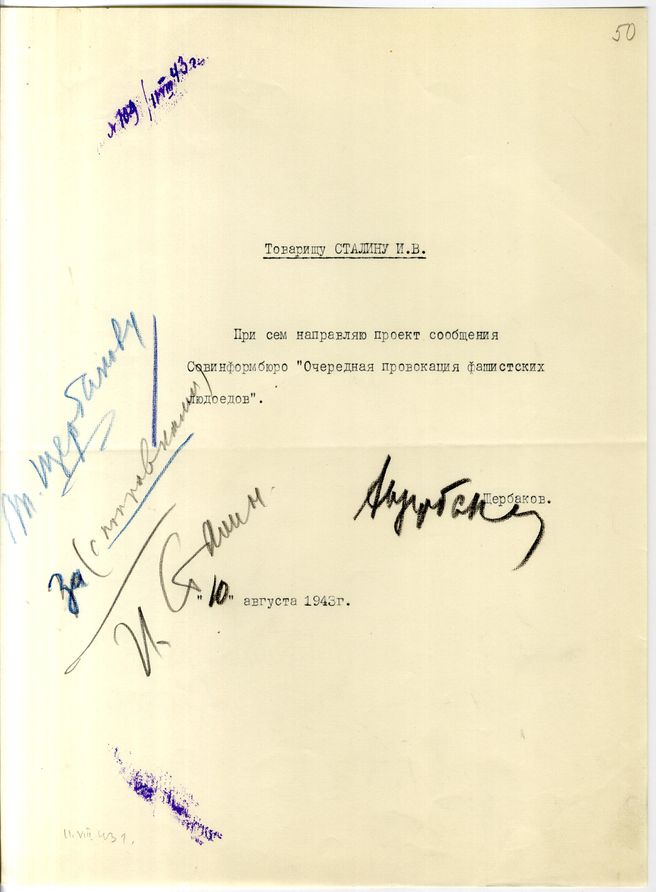 50
№ 709/11 VIII 43 г.
Товарищу СТАЛИНУ И.В.
При сем направляю проект сообщения
Совинформбюро "Очередная провокация фашистских
людоедов".
Щербаков.
"10" августа 1943г.
т. Щербакову
За (с поправками)
И. Сталин.
11.VIII.43 г.